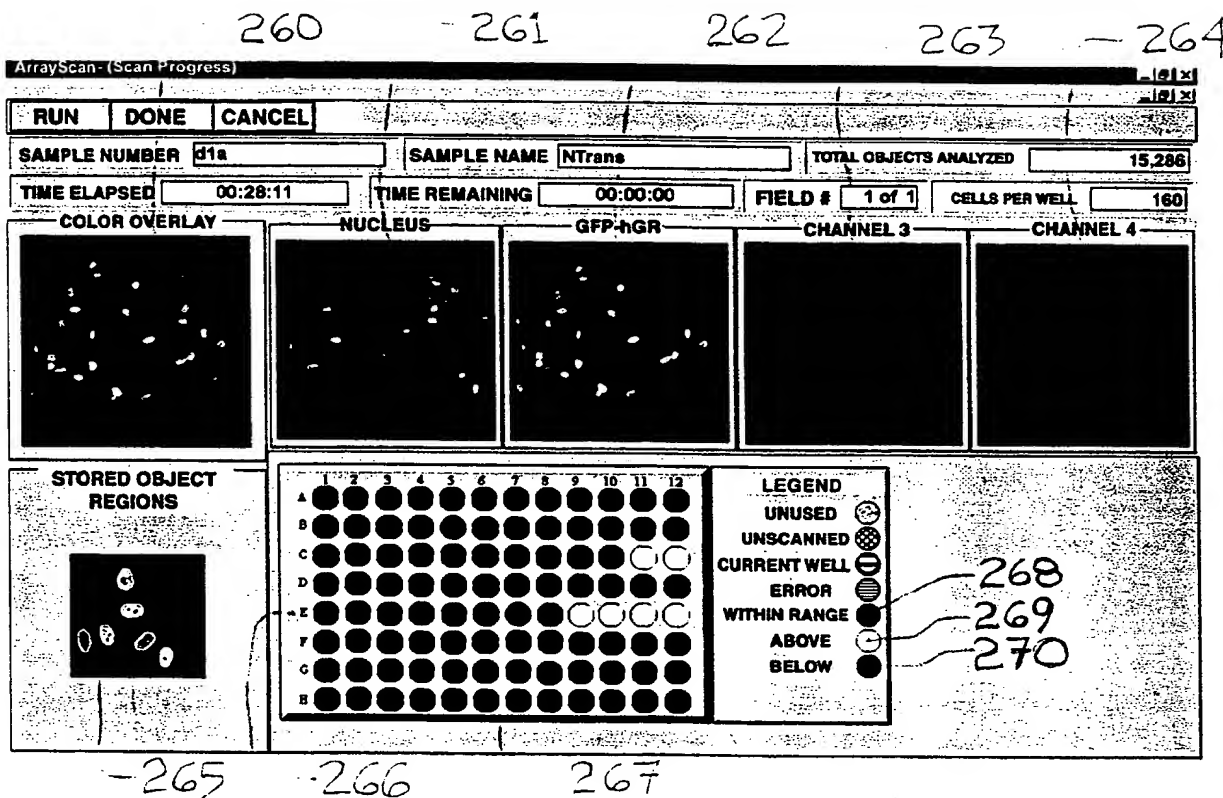 260 261 262 263 264
ArrayScan- (Scan Progress)
RUN DONE CANCEL
SAMPLE NUMBER d1a SAMPLE NAME NTrans TOTAL OBJECTS ANALYZED 15,286
TIME ELAPSED 00:28:11 TIME REMAINING 00:00:00 FIELD # 1 of 1 CELLS PER WELL 160
COLOR OVERLAY NUCLEUS GFP-hGR CHANNEL 3 CHANNEL 4
STORED OBJECT
REGIONS
1 2 3 4 5 6 7 8 9 10 11 12
A
B
C
D
E
F
G
H
LEGEND
UNUSED
UNSCANNED
CURRENT WELL
ERROR
WITHIN RANGE 268
ABOVE 269
BELOW 270
265 266 267